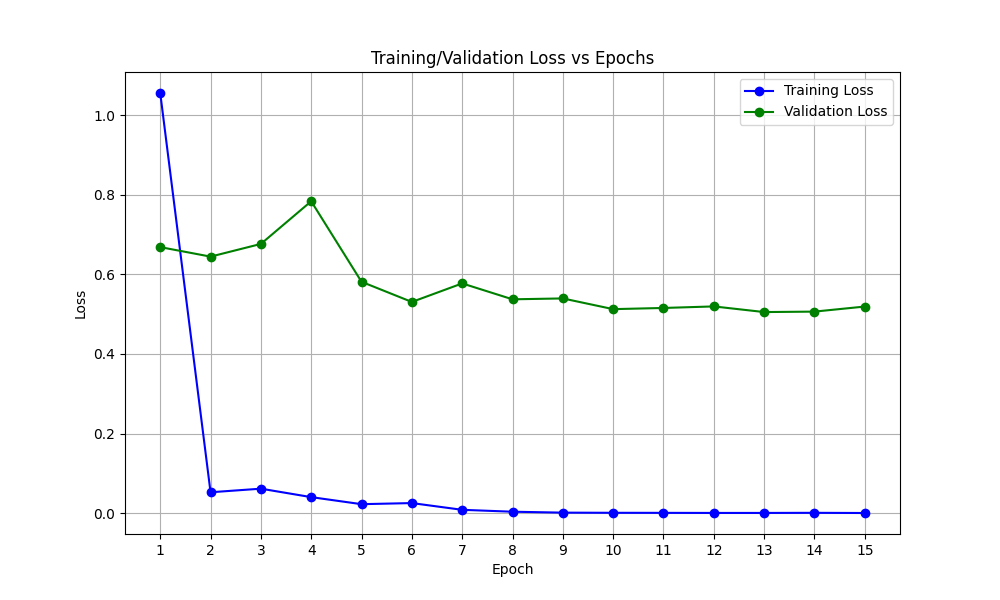 Training/Validation Loss vs Epochs
Training Loss
Validation Loss
Loss
1.0
0.8
0.6
0.4
0.2
0.0
1 2 3 4 5 6 7 8 9 10 11 12 13 14 15
Epoch